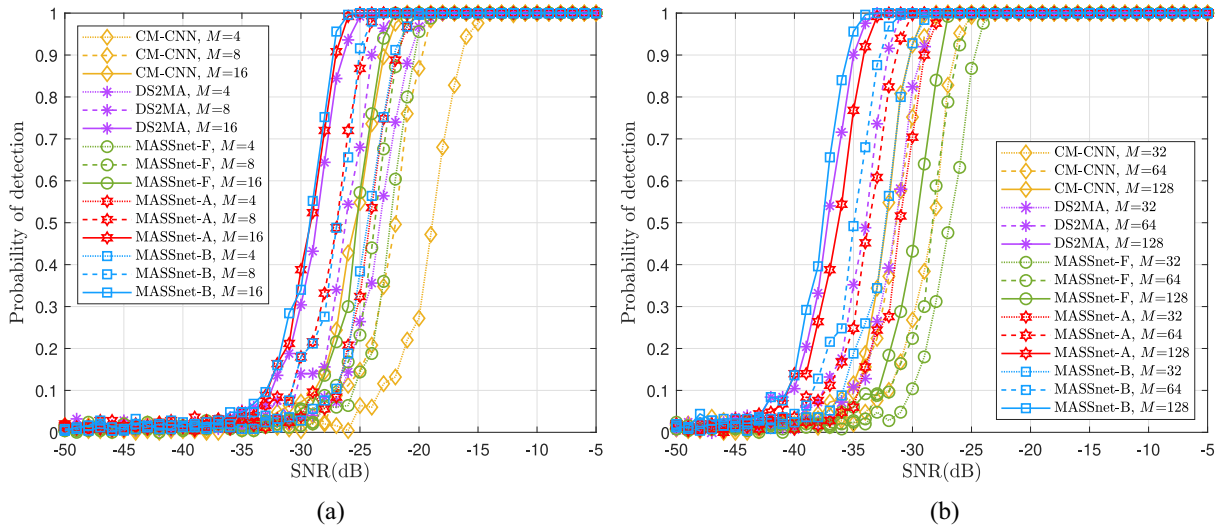 1
0.9
0.8
0.7
0.6
0.5
0.4
0.3
0.2
0.1
0
Probability of detection
CM-CNN, M=4
CM-CNN, M=8
CM-CNN, M=16
DS2MA, M=4
DS2MA, M=8
DS2MA, M=16
MASSnet-F, M=4
MASSnet-F, M=8
MASSnet-F, M=16
MASSnet-A, M=4
MASSnet-A, M=8
MASSnet-A, M=16
MASSnet-B, M=4
MASSnet-B, M=8
MASSnet-B, M=16
-50 -45 -40 -35 -30 -25 -20 -15 -10 -5
SNR(dB)
(a)
1
0.9
0.8
0.7
0.6
0.5
0.4
0.3
0.2
0.1
0
Probability of detection
CM-CNN, M=32
CM-CNN, M=64
CM-CNN, M=128
DS2MA, M=32
DS2MA, M=64
DS2MA, M=128
MASSnet-F, M=32
MASSnet-F, M=64
MASSnet-F, M=128
MASSnet-A, M=32
MASSnet-A, M=64
MASSnet-A, M=128
MASSnet-B, M=32
MASSnet-B, M=64
MASSnet-B, M=128
-50 -45 -40 -35 -30 -25 -20 -15 -10 -5
SNR(dB)
(b)